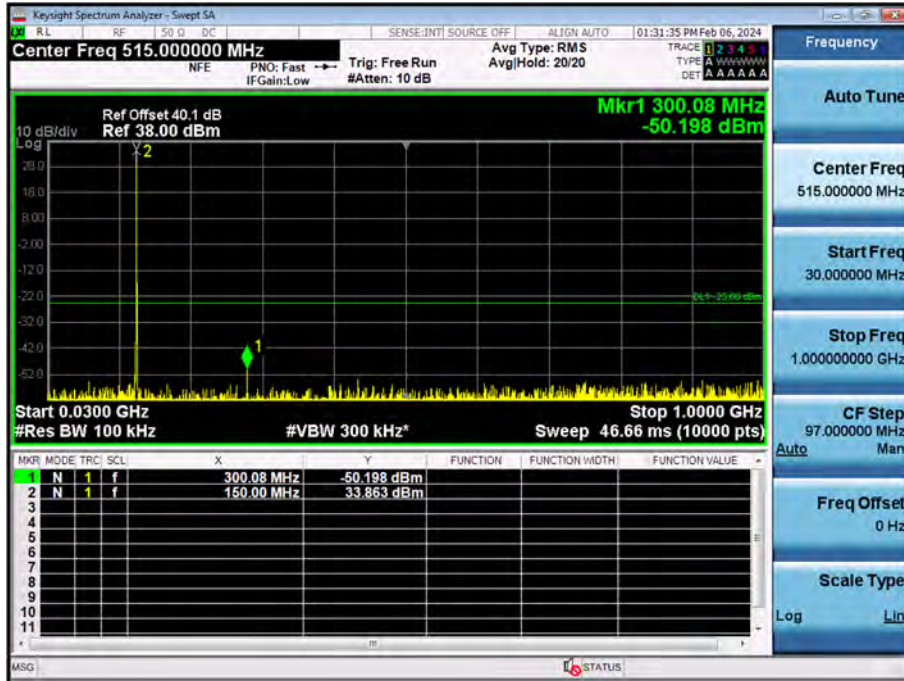 Keysight Spectrum Analyzer - Swept SA
LXI RL RF 50 Ω DC SENSE:INT SOURCE OFF ALIGN AUTO 01:31:35 PM Feb 06, 2024
Center Freq 515.000000 MHz
NFE
PNO: Fast
IFGain:Low
Trig: Free Run
#Atten: 10 dB
Avg Type: RMS
Avg|Hold: 20/20
TRACE 1 2 3 4 5 6
TYPE A WWWWW
DET A A A A A A
Ref Offset 40.1 dB
Ref 38.00 dBm
10 dB/div
Log
Mkr1 300.08 MHz
-50.198 dBm
2
28.0
18.0
8.00
-2.00
-12.0
-22.0
DL1 -25.00 dBm
-32.0
-42.0
1
-52.0
Start 0.0300 GHz
Stop 1.0000 GHz
#Res BW 100 kHz
#VBW 300 kHz*
Sweep 46.66 ms (10000 pts)
MKR MODE TRC SCL X Y FUNCTION FUNCTION WIDTH FUNCTION VALUE
1 N 1 f 300.08 MHz -50.198 dBm
2 N 1 f 150.00 MHz 33.863 dBm
3
4
5
6
7
8
9
10
11
MSG
STATUS
Frequency
Auto Tune
Center Freq
515.000000 MHz
Start Freq
30.000000 MHz
Stop Freq
1.000000000 GHz
CF Step
97.000000 MHz
Auto Man
Freq Offset
0 Hz
Scale Type
Log Lin